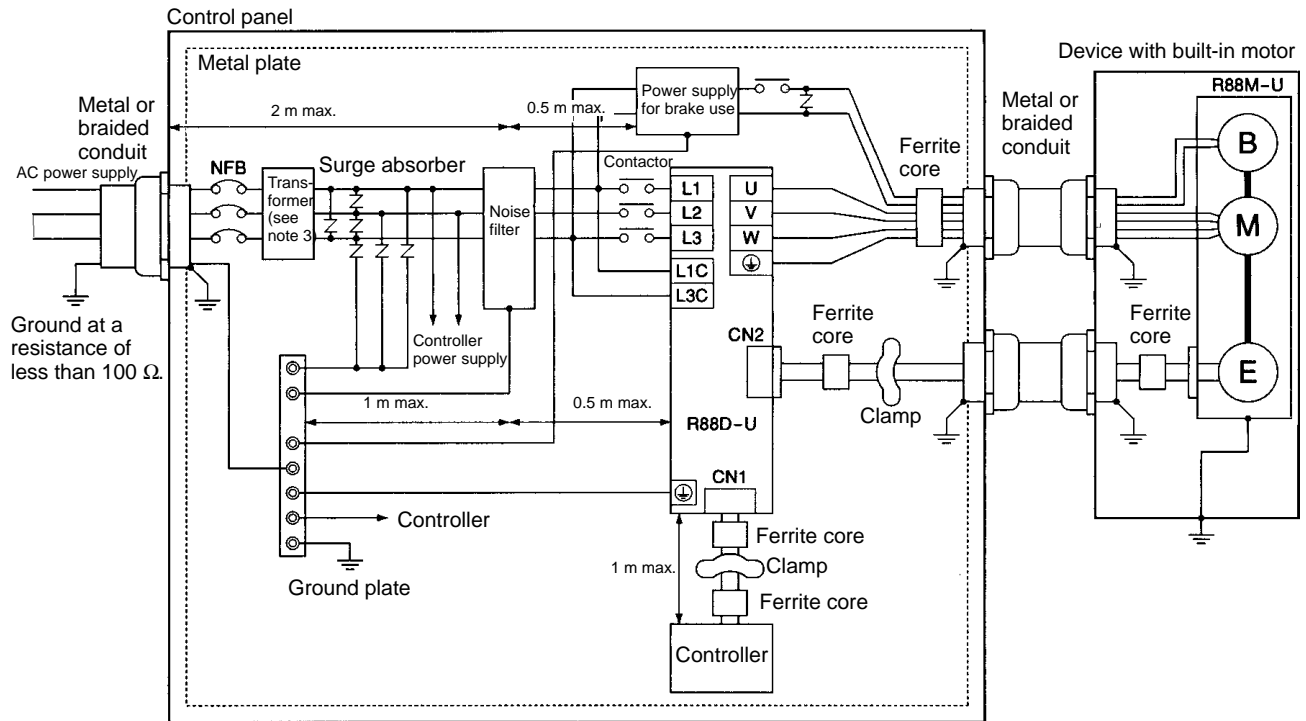 Control panel
Metal plate
Device with built-in motor
R88M-U
Metal or
braided
conduit
AC power supply
2 m max.
0.5 m max.
Power supply
for brake use
Metal or
braided
conduit
Ferrite
core
NFB
Surge absorber
Contactor
Trans-
former
(see
note 3)
Noise
filter
L1
L2
L3
L1C
L3C
U
V
W
B
M
E
Ground at a
resistance of
less than 100 Ω.
Controller
power supply
CN2
Ferrite
core
Clamp
Ferrite
core
1 m max.
0.5 m max.
R88D-U
CN1
Controller
Ground plate
1 m max.
Ferrite core
Clamp
Ferrite core
Controller